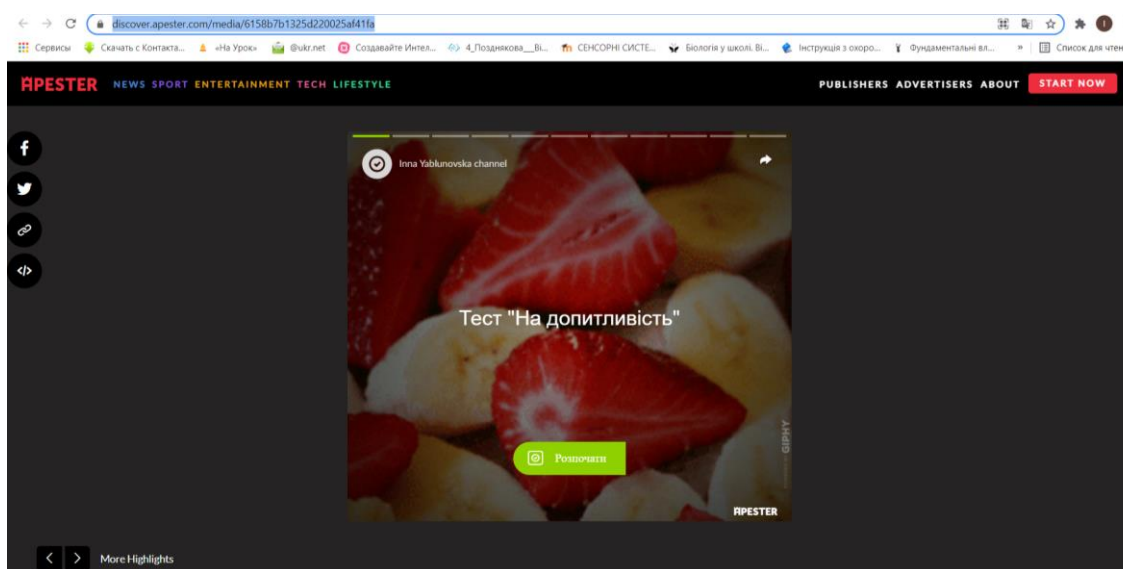 discover.apester.com/media/6158b7b1325d220025af41fa
Сервисы Скачать с Контакта... «На Урок» @ukr.net Создавайте Интел... 4_Позднякова__Ві... СЕНСОРНІ СИСТЕ... Біологія у школі. Ві... Інструкція з охоро... Фундаментальні вл... » Список для чтен
APESTER NEWS SPORT ENTERTAINMENT TECH LIFESTYLE PUBLISHERS ADVERTISERS ABOUT START NOW
Inna Yablunovska channel
Тест "На допитливість"
Розпочати
GIPHY
APESTER
More Highlights